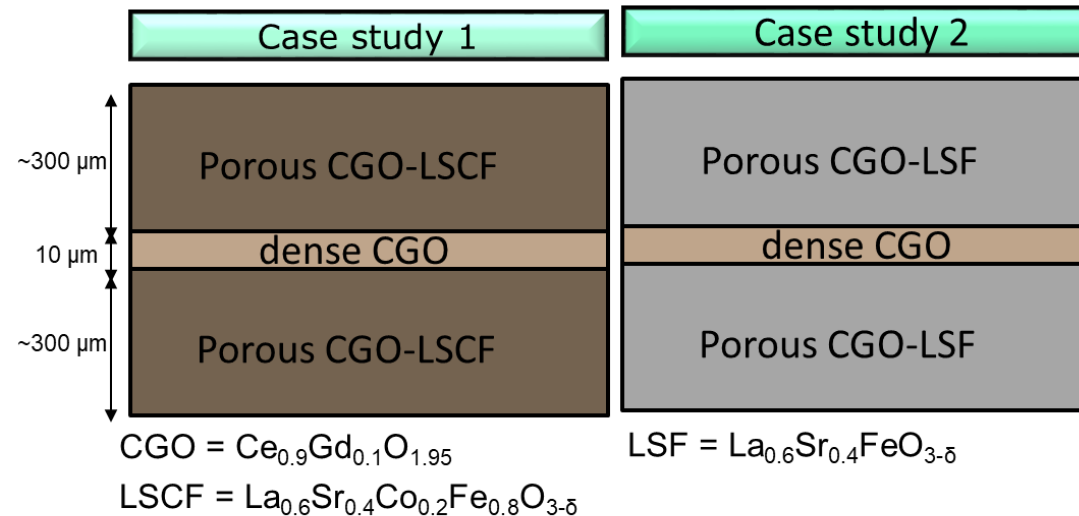 Case study 1
Case study 2
~300 µm
Porous CGO-LSCF
Porous CGO-LSF
10 µm
dense CGO
dense CGO
~300 µm
Porous CGO-LSCF
Porous CGO-LSF
CGO = Ce₀.₉Gd₀.₁O₁.₉₅
LSF = La₀.₆Sr₀.₄FeO₃₋δ
LSCF = La₀.₆Sr₀.₄Co₀.₂Fe₀.₈O₃₋δ